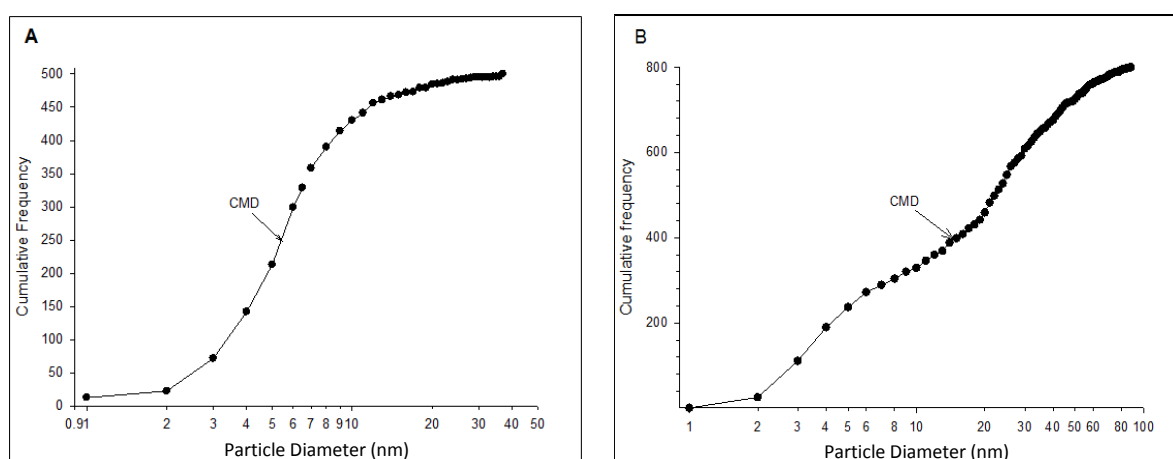 A
500
450
400
350
300
250
200
150
100
50
0
Cumulative Frequency
CMD
0.91 2 3 4 5 6 7 8 910 20 30 40 50
Particle Diameter (nm)
B
800
600
400
200
Cumulative frequency
CMD
1 2 3 4 5 6 8 10 20 30 40 50 60 80 100
Particle Diameter (nm)